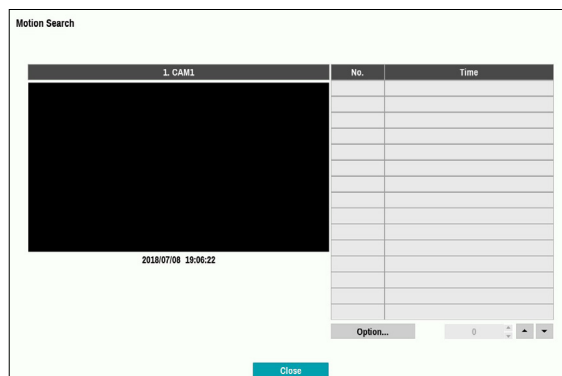 Motion Search
1. CAM1
No. Time
2018/07/08 19:06:22
Option... 0
Close